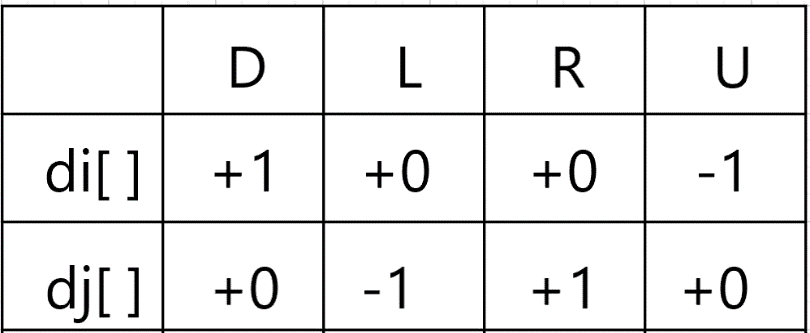 D L R U
di[ ] +1 +0 +0 -1
dj[ ] +0 -1 +1 +0